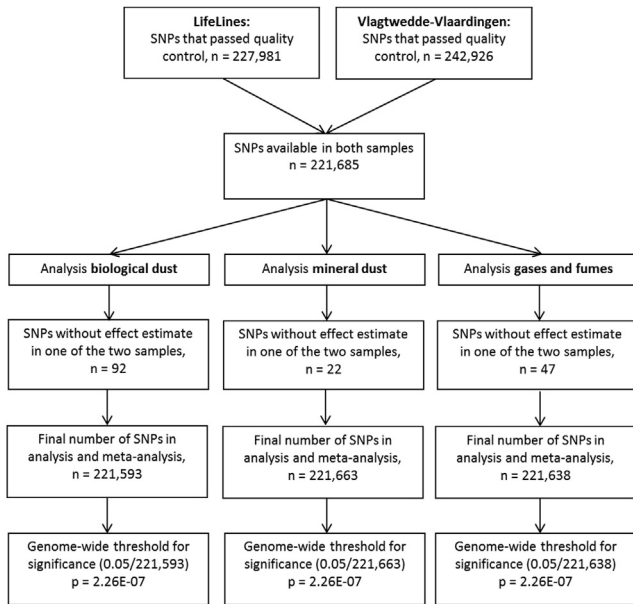 LifeLines:
SNPs that passed quality
control, n = 227,981
Vlagtwedde-Vlaardingen:
SNPs that passed quality
control, n = 242,926
SNPs available in both samples
n = 221,685
Analysis biological dust
Analysis mineral dust
Analysis gases and fumes
SNPs without effect estimate
in one of the two samples,
n = 92
SNPs without effect estimate
in one of the two samples,
n = 22
SNPs without effect estimate
in one of the two samples,
n = 47
Final number of SNPs in
analysis and meta-analysis,
n = 221,593
Final number of SNPs in
analysis and meta-analysis,
n = 221,663
Final number of SNPs in
analysis and meta-analysis,
n = 221,638
Genome-wide threshold for
significance (0.05/221,593)
p = 2.26E-07
Genome-wide threshold for
significance (0.05/221,663)
p = 2.26E-07
Genome-wide threshold for
significance (0.05/221,638)
p = 2.26E-07